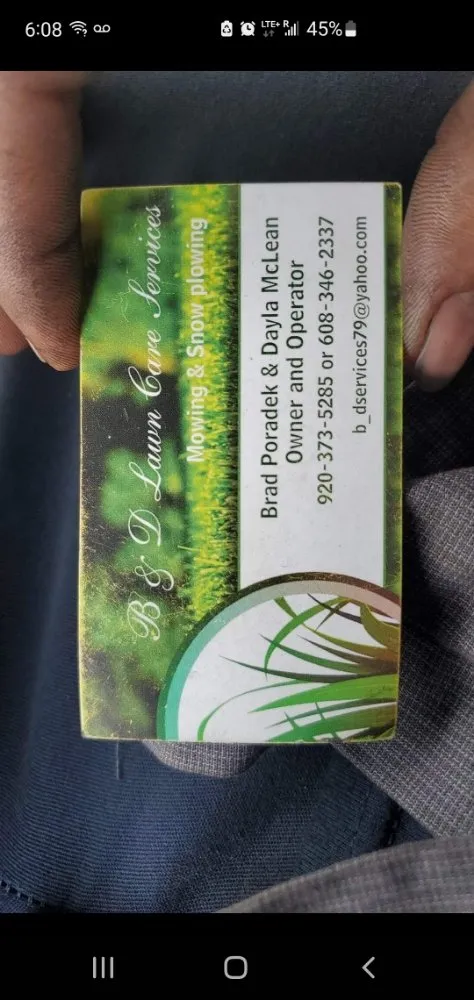 6:08
LTE+ R
45%
B & D Lawn Care Services
Mowing & Snow plowing
Brad Poradek & Dayla McLean
Owner and Operator
920-373-5285 or 608-346-2337
b_dservices79@yahoo.com